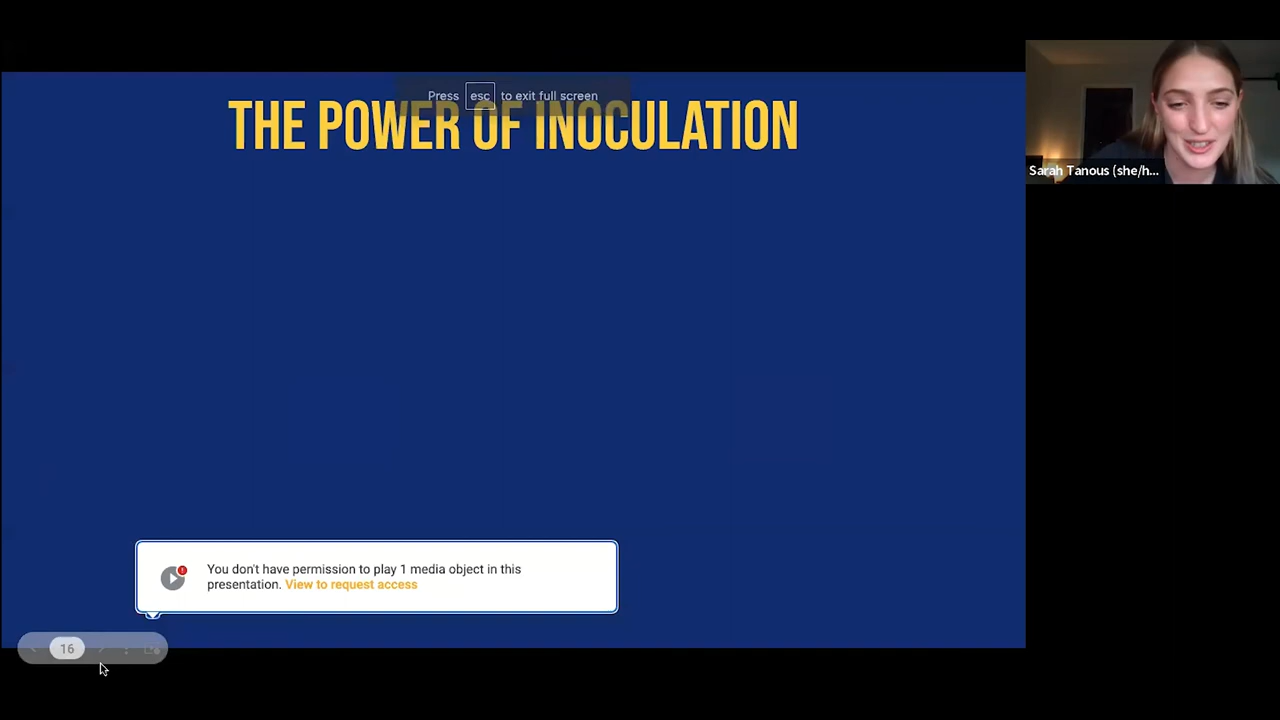 Press esc to exit full screen
THE POWER OF INOCULATION
Sarah Tanous (she/h...
You don't have permission to play 1 media object in this
presentation. View to request access
16